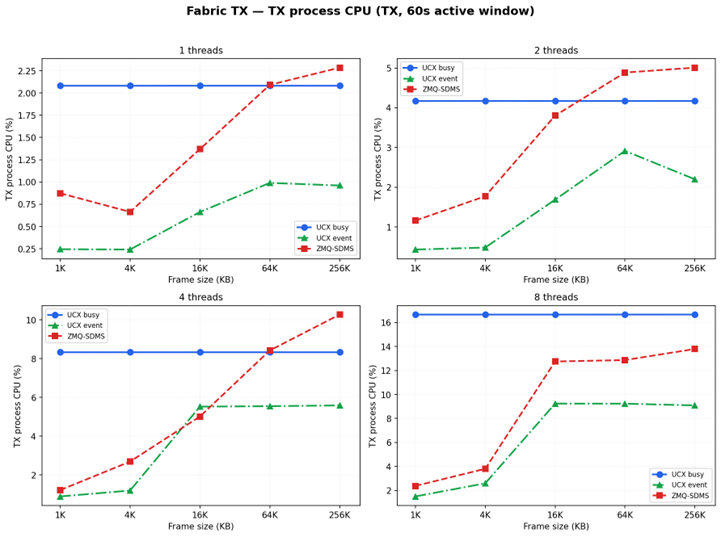 Fabric TX — TX process CPU (TX, 60s active window)
1 threads
TX process CPU (%)
2.25
2.00
1.75
1.50
1.25
1.00
0.75
0.50
0.25
UCX busy
UCX event
ZMQ-SDMS
1K 4K 16K 64K 256K
Frame size (KB)
2 threads
TX process CPU (%)
5
4
3
2
1
UCX busy
UCX event
ZMQ-SDMS
1K 4K 16K 64K 256K
Frame size (KB)
4 threads
TX process CPU (%)
10
8
6
4
2
UCX busy
UCX event
ZMQ-SDMS
1K 4K 16K 64K 256K
Frame size (KB)
8 threads
TX process CPU (%)
16
14
12
10
8
6
4
2
UCX busy
UCX event
ZMQ-SDMS
1K 4K 16K 64K 256K
Frame size (KB)